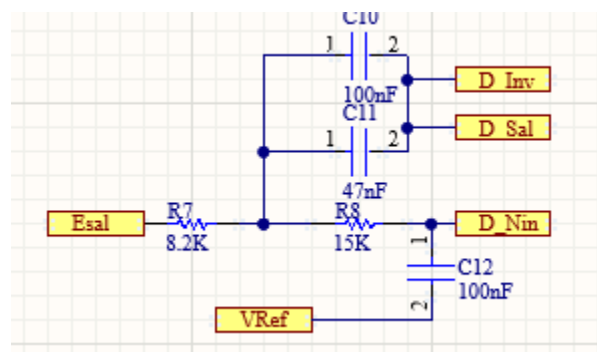 C10
1 2
100nF
D_Inv
C11
1 2
D_Sal
47nF
Esal
R7
8.2K
R8
15K
D_Nin
1
C12
100nF
2
VRef